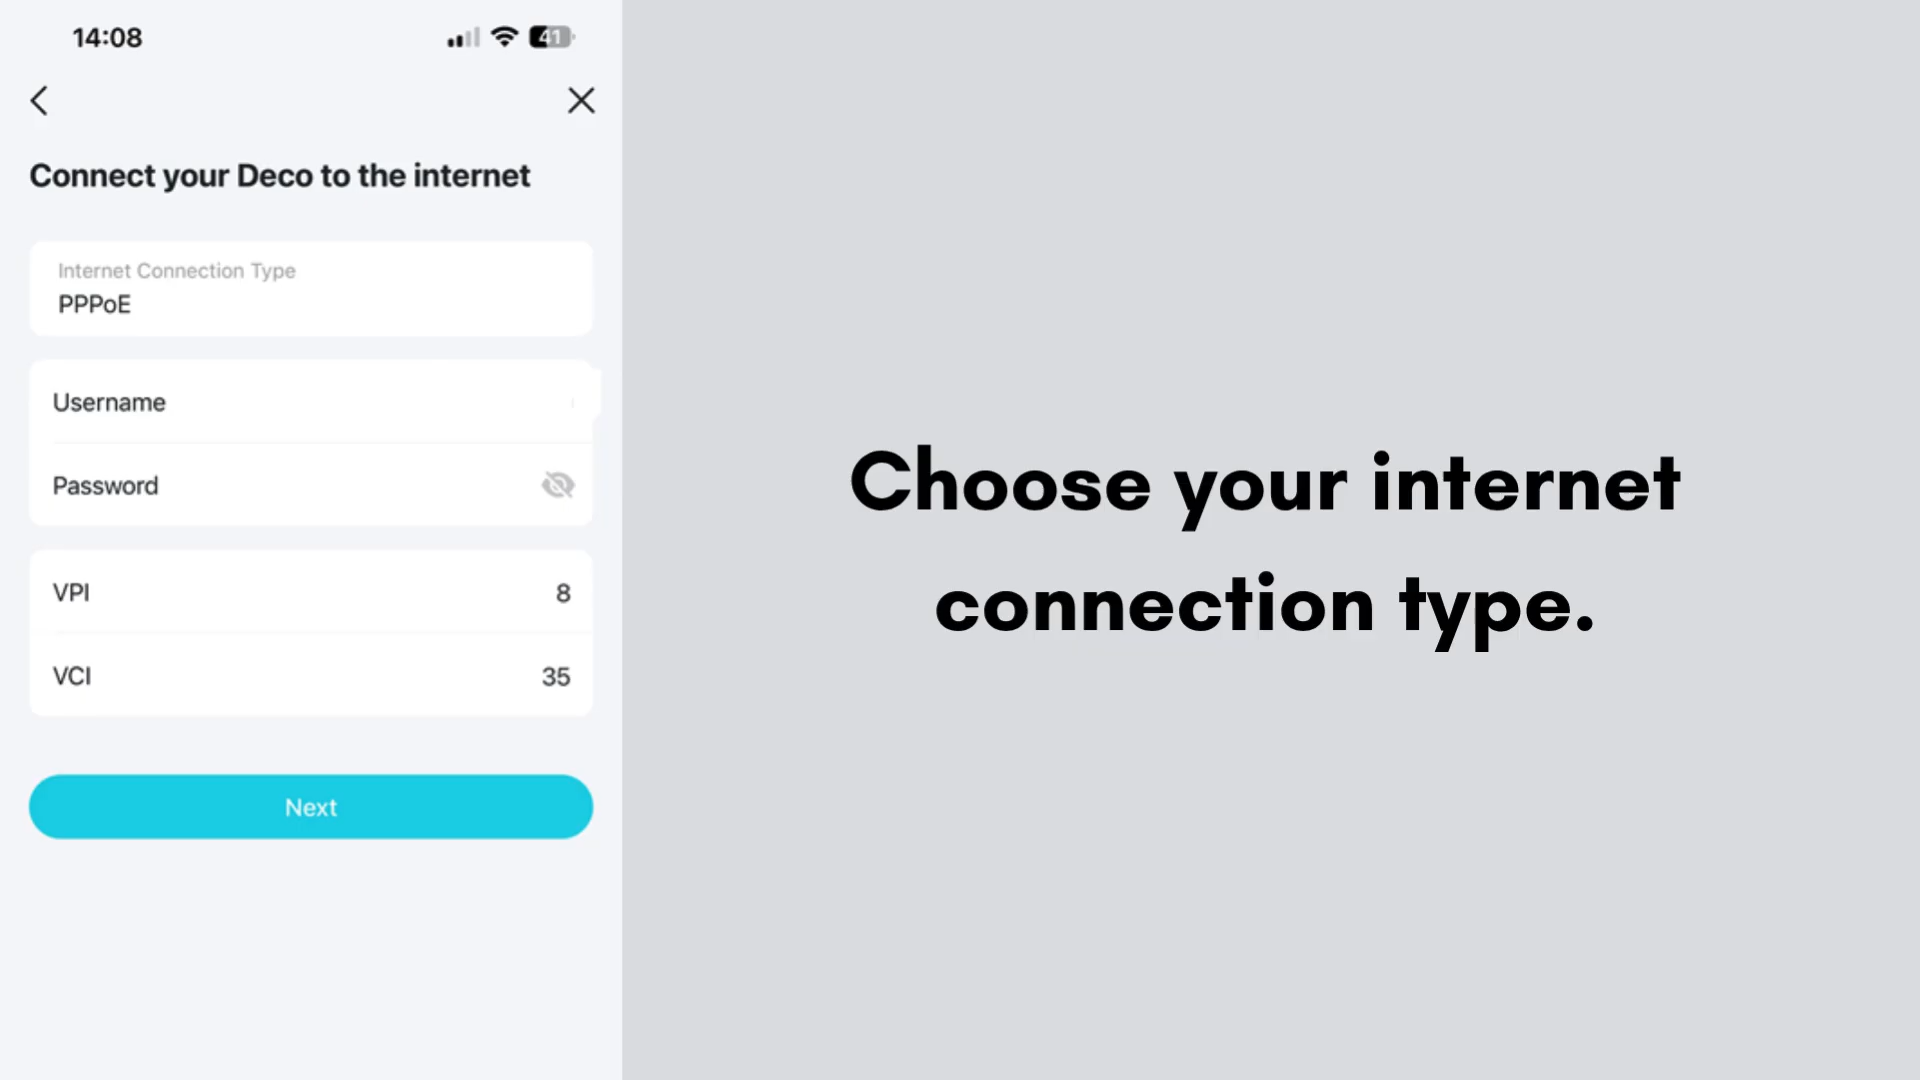 14:08
41
Connect your Deco to the internet
Internet Connection Type
PPPoE
Username
Password
VPI 8
VCI 35
Next
Choose your internet
connection type.